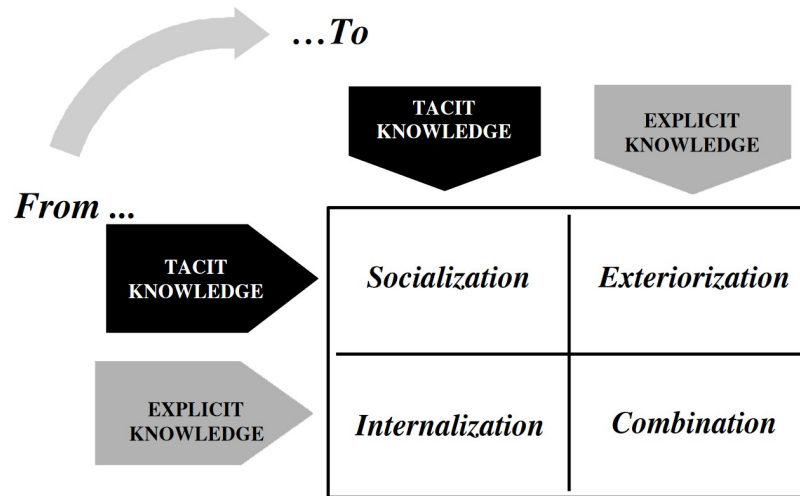 ...To
TACIT
KNOWLEDGE
EXPLICIT
KNOWLEDGE
From ...
TACIT
KNOWLEDGE
Socialization
Exteriorization
EXPLICIT
KNOWLEDGE
Internalization
Combination